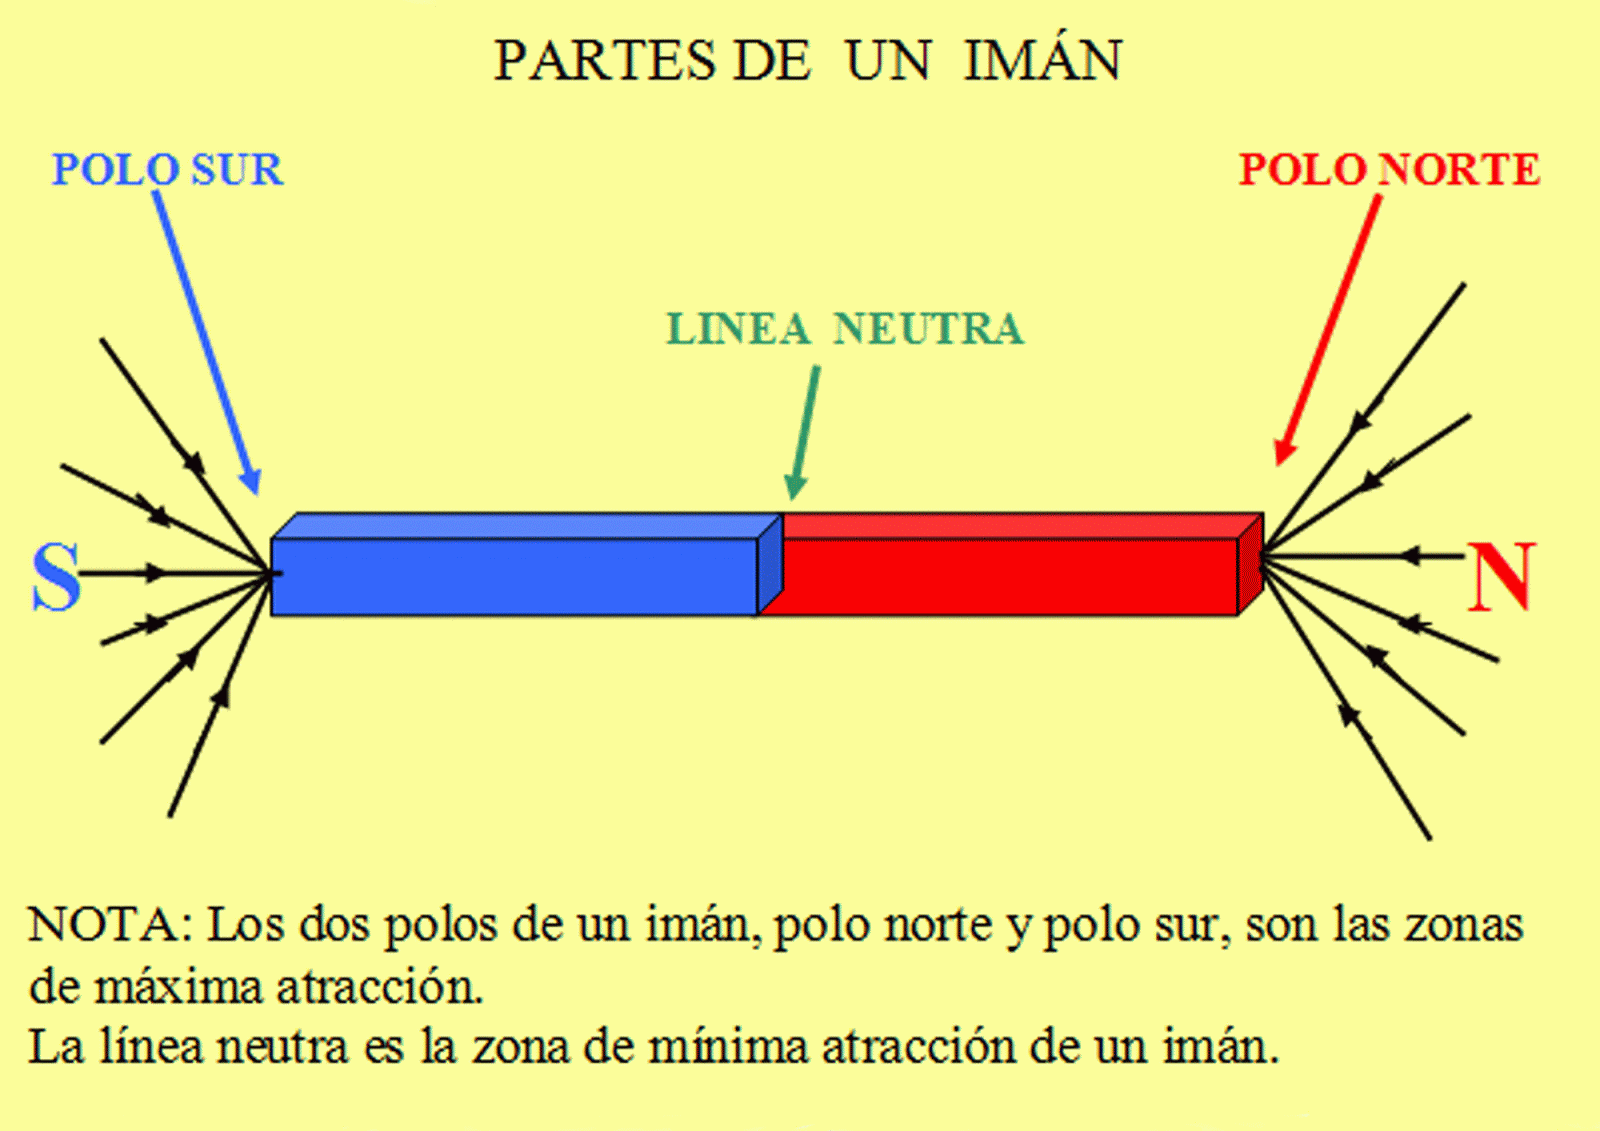 PARTES DE UN IMÁN
POLO SUR
POLO NORTE
LINEA NEUTRA
S
N
NOTA: Los dos polos de un imán, polo norte y polo sur, son las zonas
de máxima atracción.
La línea neutra es la zona de mínima atracción de un imán.